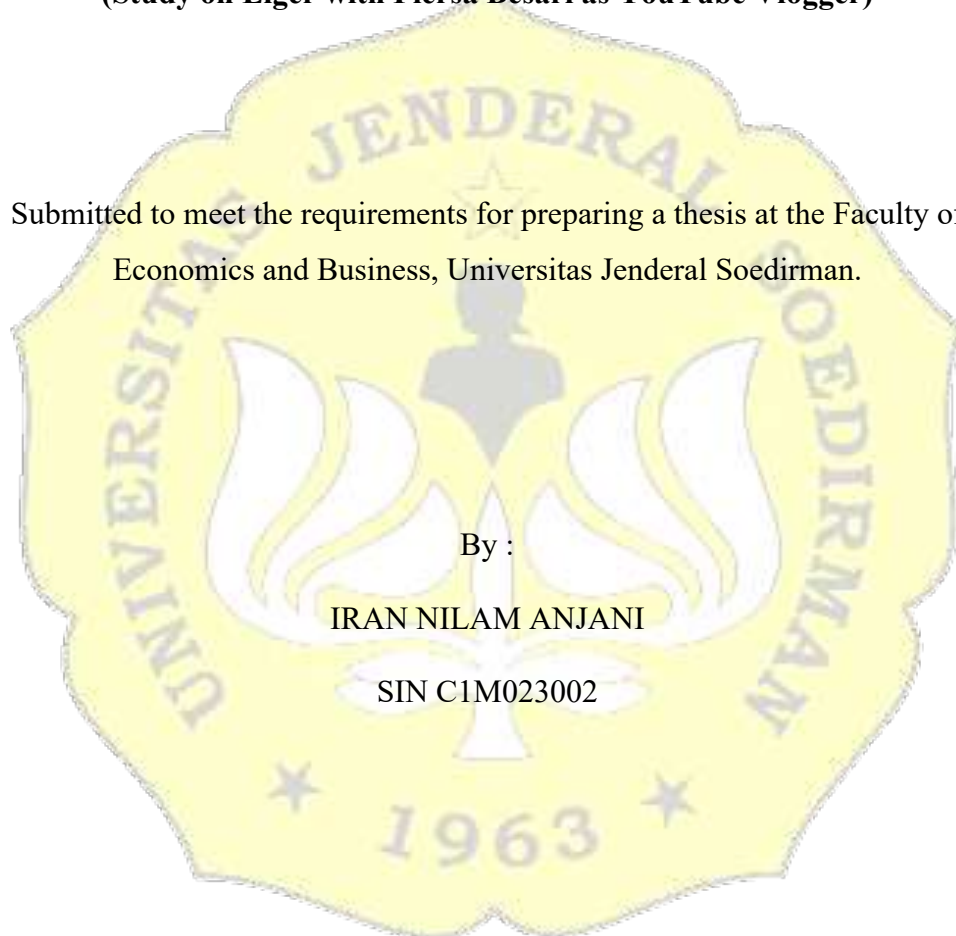 (Study on Eiger with Fiersa Besari as YouTube Vlogger)
UNIVERSITAS JENDERAL SOEDIRMAN
Submitted to meet the requirements for preparing a thesis at the Faculty of
Economics and Business, Universitas Jenderal Soedirman.
By :
IRAN NILAM ANJANI
SIN C1M023002
1963